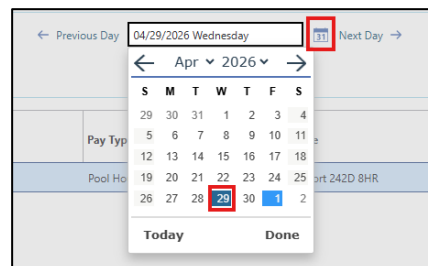 ← Previous Day 04/29/2026 Wednesday 31 Next Day →
← Apr 2026 →
S M T W T F S
29 30 31 1 2 3 4
5 6 7 8 9 10 11
12 13 14 15 16 17 18
19 20 21 22 23 24 25
26 27 28 29 30 1 2
Today Done
Pay Typ e
Pool Ho ort 242D 8HR